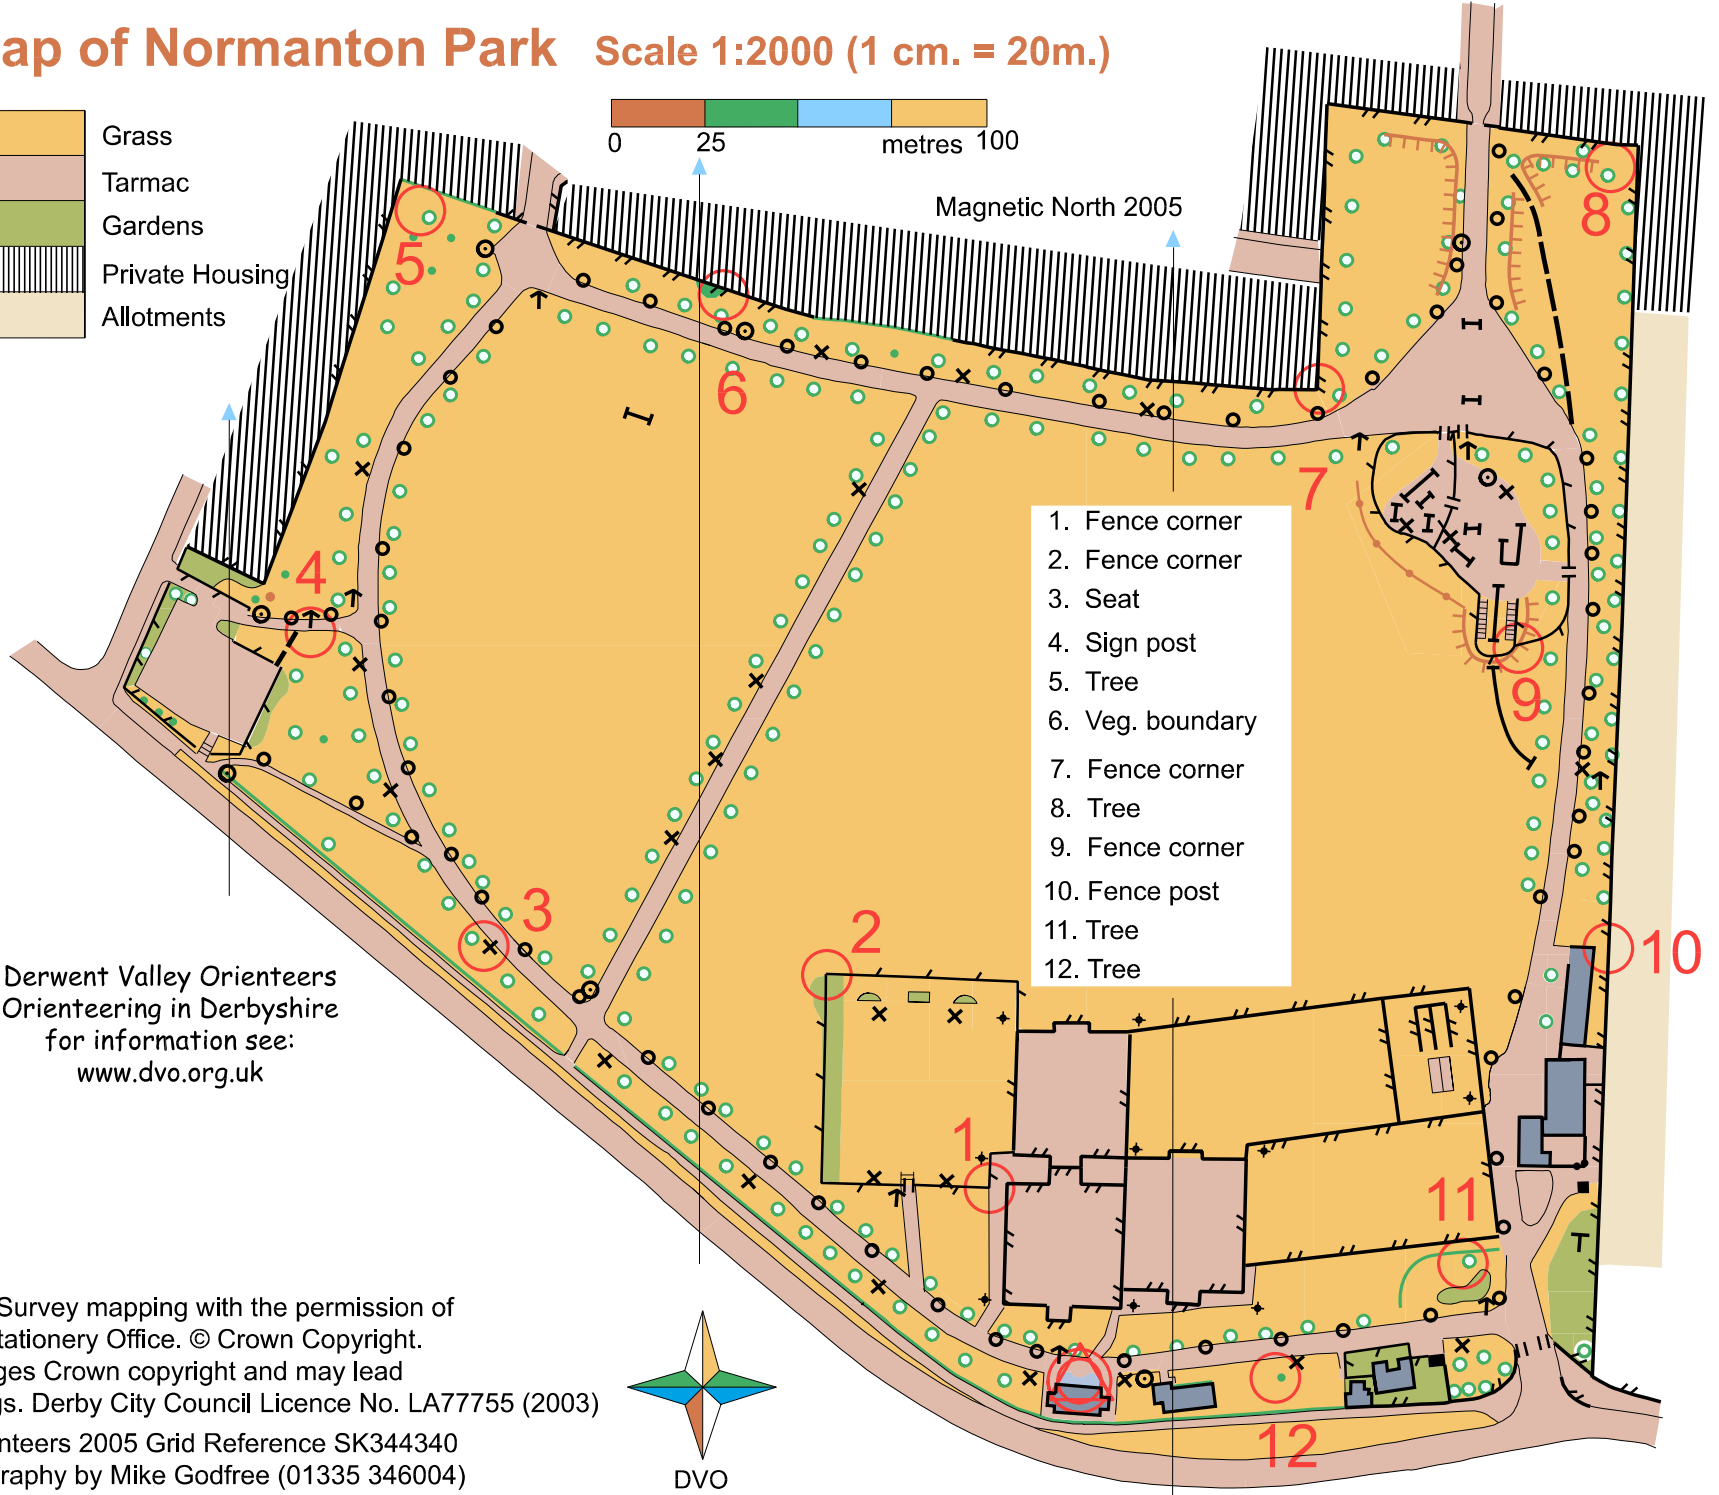 ap of Normanton Park Scale 1:2000 (1 cm. = 20m.)
Grass
Tarmac
Gardens
Private Housing
Allotments
0 25 metres 100
Magnetic North 2005
8
5
6
7
4
9
3
2
10
1
11
12
1. Fence corner
2. Fence corner
3. Seat
4. Sign post
5. Tree
6. Veg. boundary
7. Fence corner
8. Tree
9. Fence corner
10. Fence post
11. Tree
12. Tree
Derwent Valley Orienteers
Orienteering in Derbyshire
for information see:
www.dvo.org.uk
Survey mapping with the permission of
tationery Office. © Crown Copyright.
ges Crown copyright and may lead
gs. Derby City Council Licence No. LA77755 (2003)
nteers 2005 Grid Reference SK344340
raphy by Mike Godfree (01335 346004)
DVO